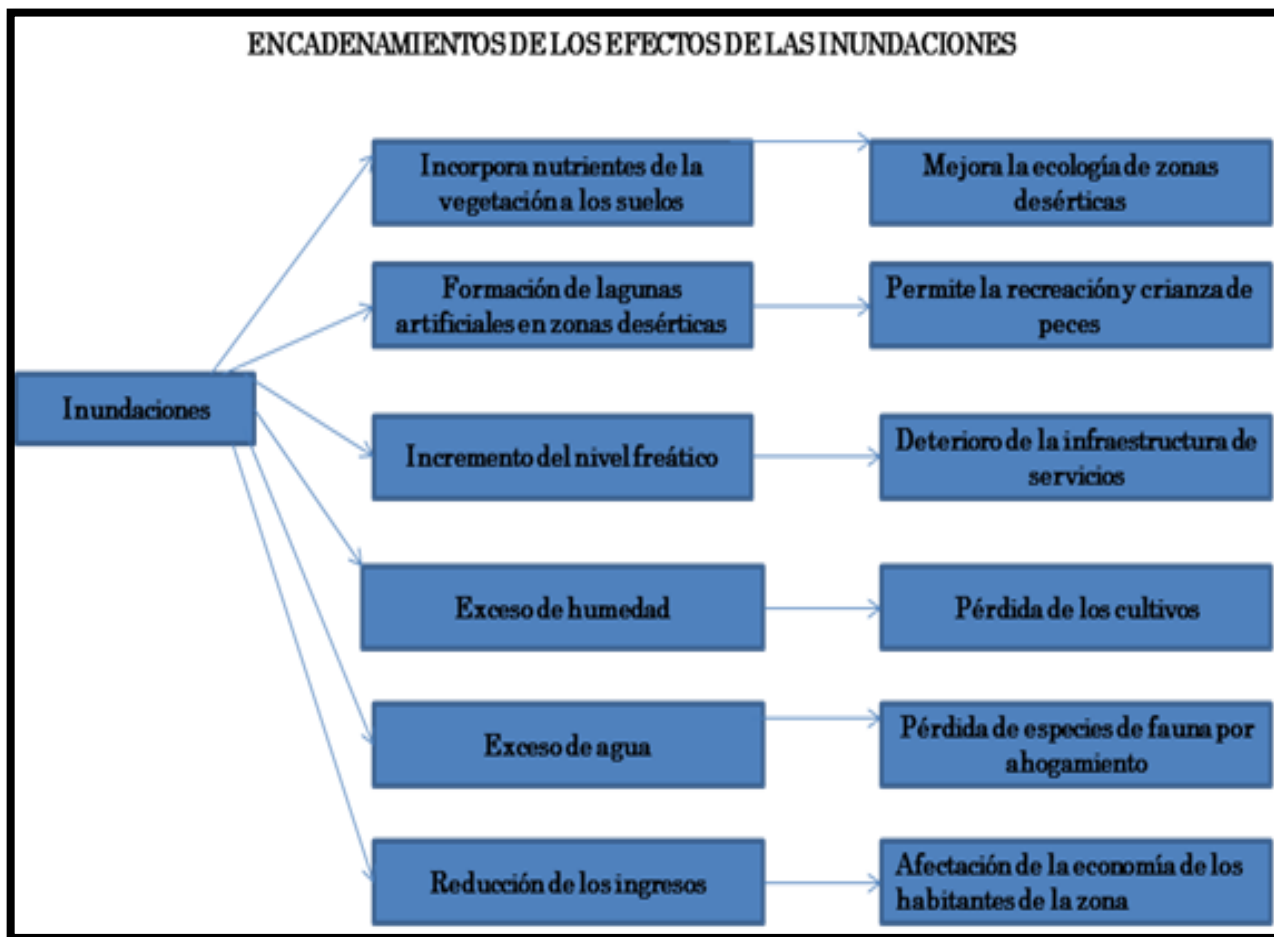 ENCADENAMIENTOS DE LOS EFECTOS DE LAS INUNDACIONES
Incorpora nutrientes de la
vegetación a los suelos
Mejora la ecología de zonas
desérticas
Formación de lagunas
artificiales en zonas desérticas
Permite la recreación y crianza de
peces
Inundaciones
Incremento del nivel freático
Deterioro de la infraestructura de
servicios
Exceso de humedad
Pérdida de los cultivos
Exceso de agua
Pérdida de especies de fauna por
ahogamiento
Reducción de los ingresos
Afectación de la economía de los
habitantes de la zona